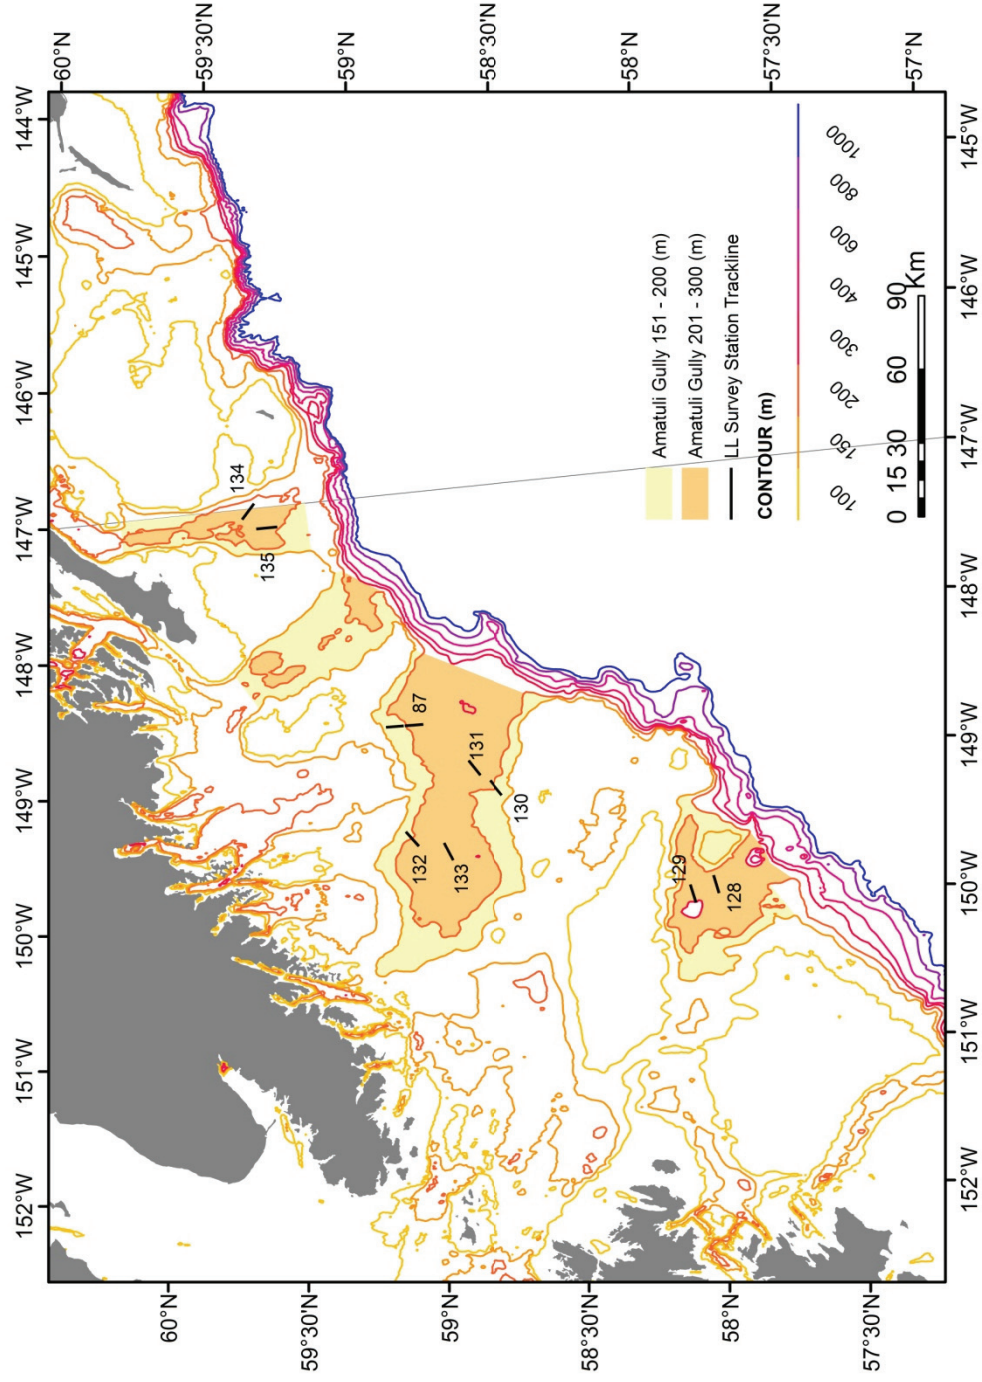 60°N
59°30'N
59°N
58°30'N
58°N
57°30'N
57°N
144°W
145°W
146°W
147°W
148°W
149°W
150°W
151°W
152°W
145°W
146°W
147°W
148°W
149°W
150°W
151°W
152°W
60°N
59°30'N
59°N
58°30'N
58°N
57°30'N
134
135
87
131
130
132
133
129
128
Amatuli Gully 151 - 200 (m)
Amatuli Gully 201 - 300 (m)
LL Survey Station Trackline
CONTOUR (m)
100 150 200 300 400 600 800 1000
0 15 30 60 90
Km